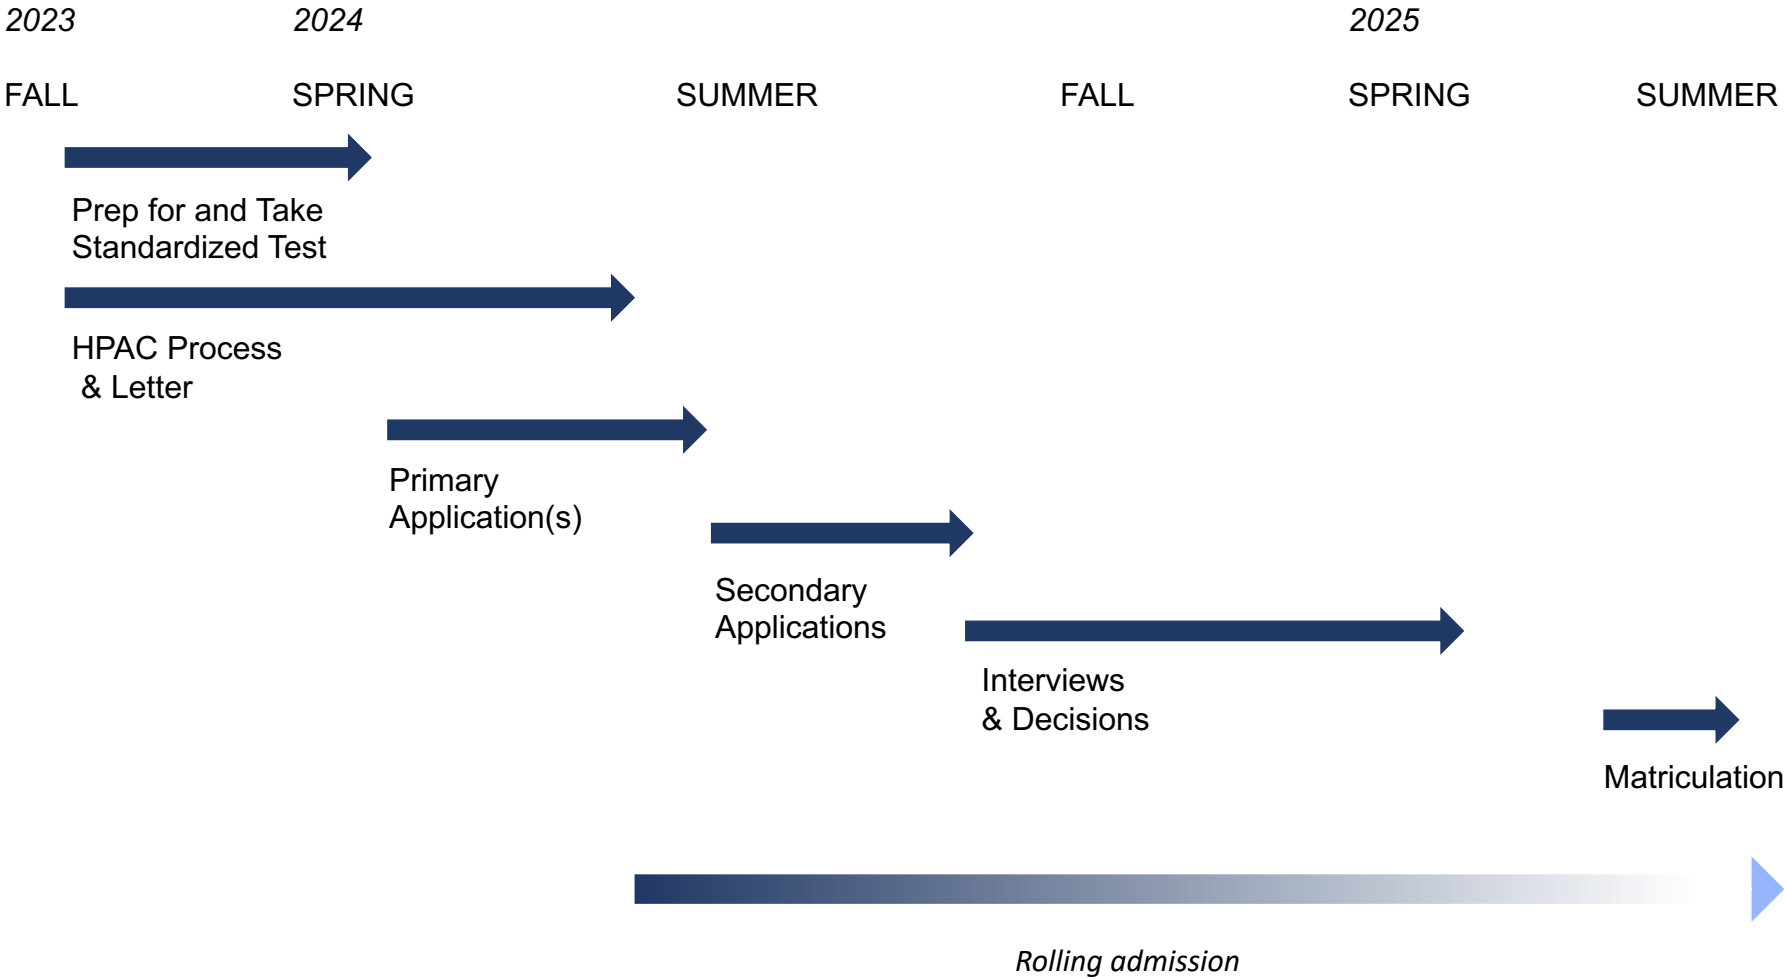 2023 2024 2025
FALL SPRING SUMMER FALL SPRING SUMMER
Prep for and Take
Standardized Test
HPAC Process
& Letter
Primary
Application(s)
Secondary
Applications
Interviews
& Decisions
Matriculation
Rolling admission